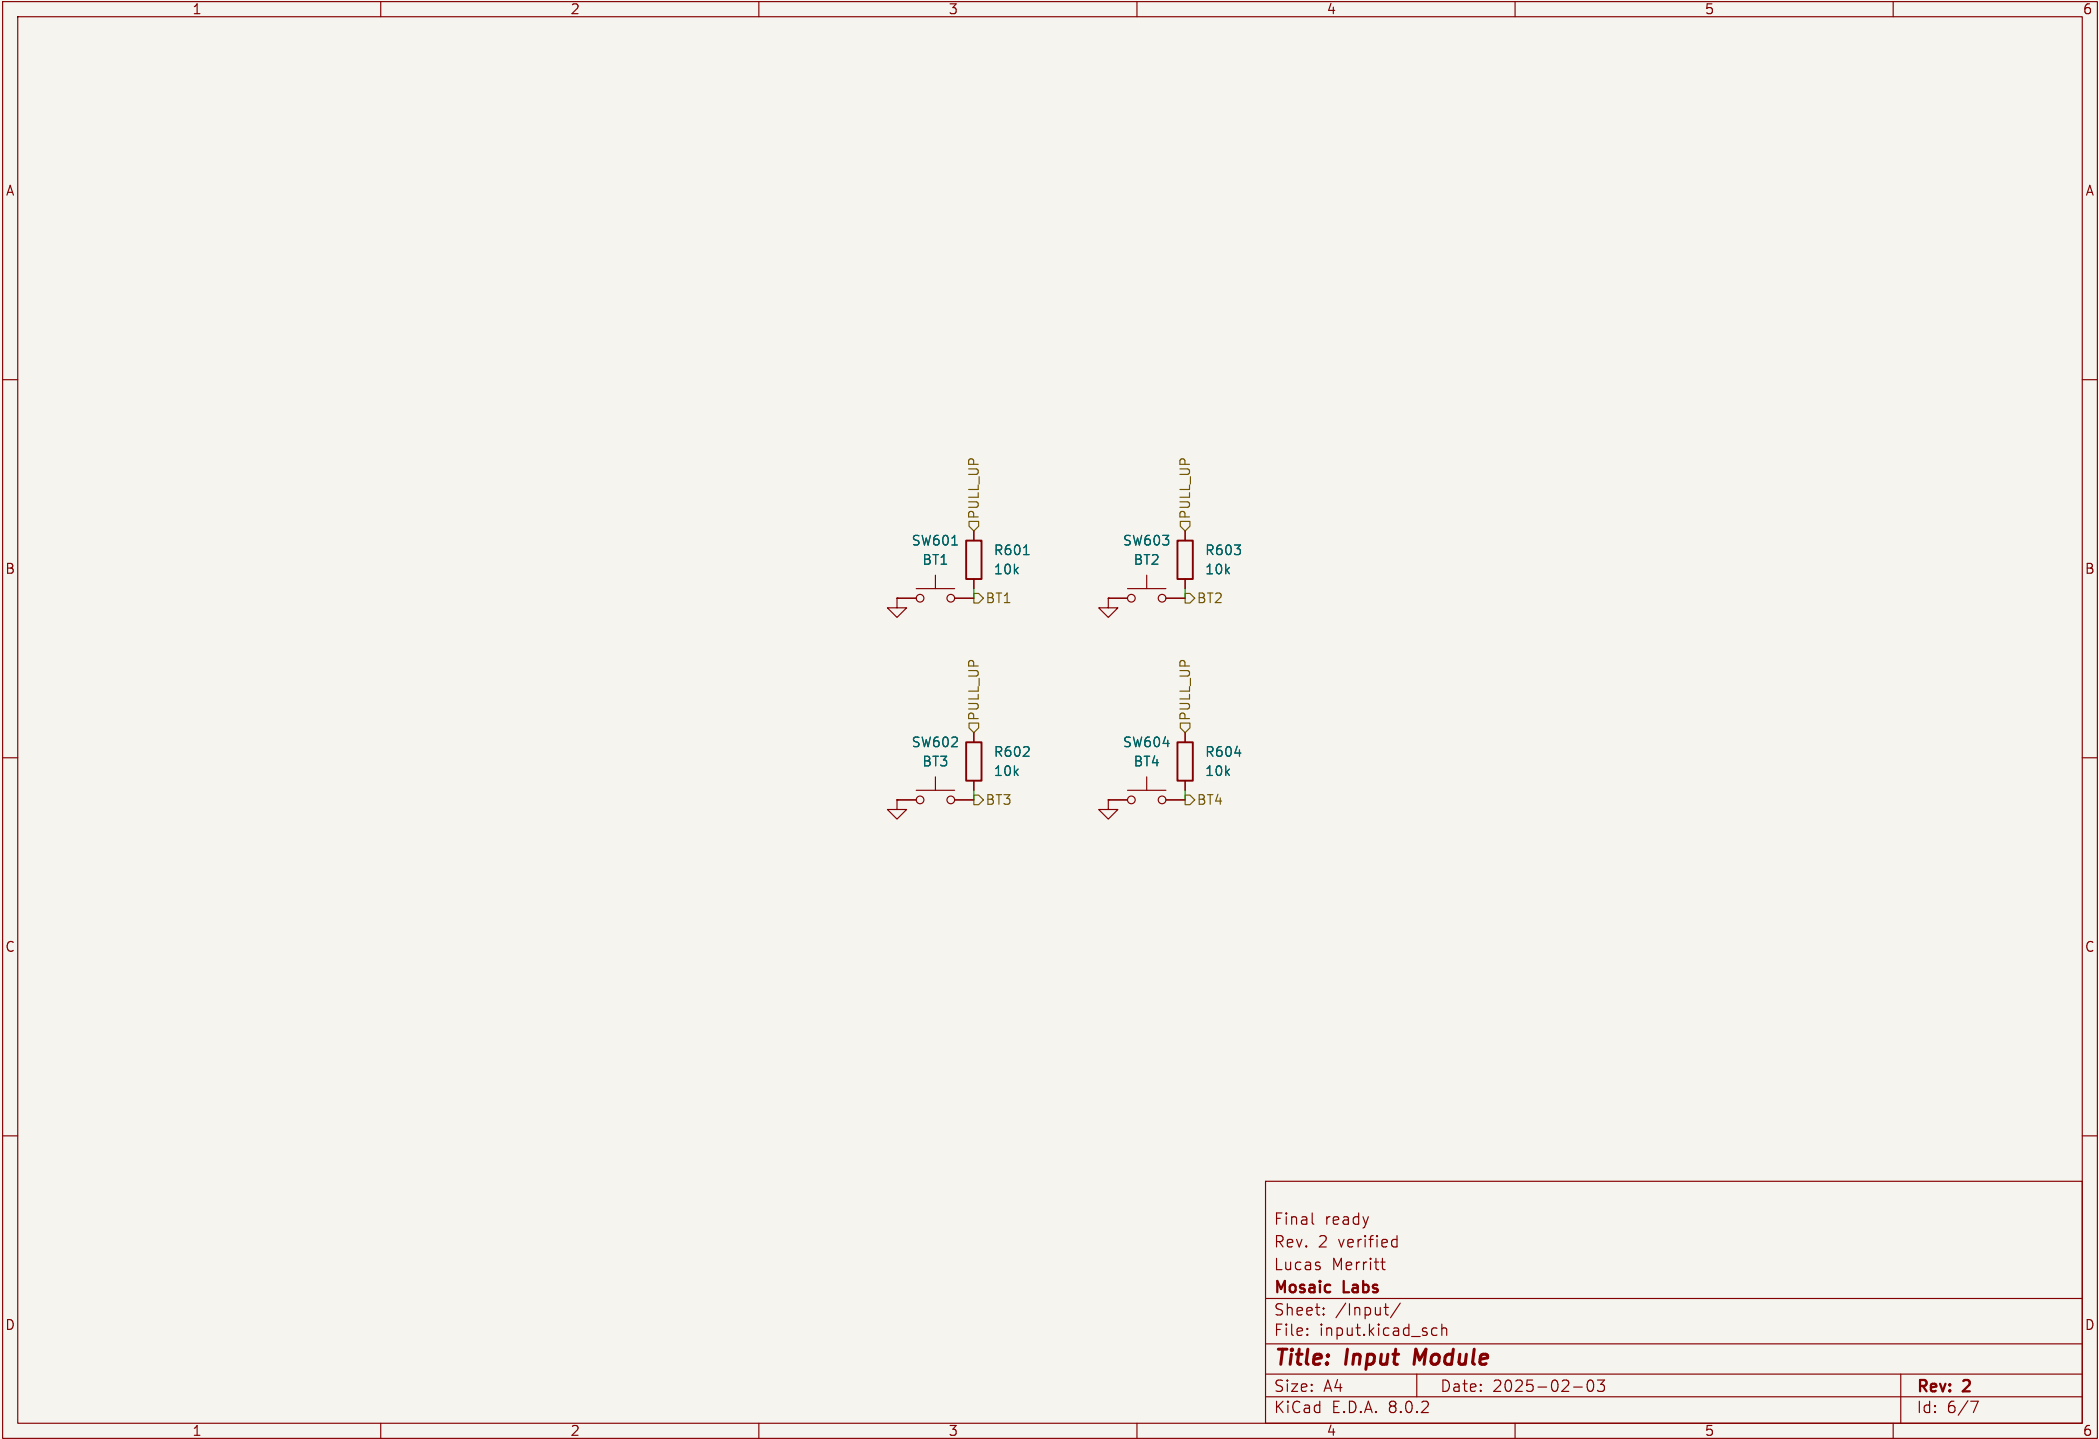 1 2 3 4 5 6
A A
PULL_UP PULL_UP
SW601 SW603
BT1 R601 BT2 R603
10k 10k
B B
BT1 BT2
PULL_UP PULL_UP
SW602 SW604
BT3 R602 BT4 R604
10k 10k
BT3 BT4
C C
Final ready
Rev. 2 verified
Lucas Merritt
Mosaic Labs
Sheet: /Input/
File: input.kicad_sch
D D
Title: Input Module
Size: A4 Date: 2025-02-03 Rev: 2
KiCad E.D.A. 8.0.2 Id: 6/7
1 2 3 4 5 6